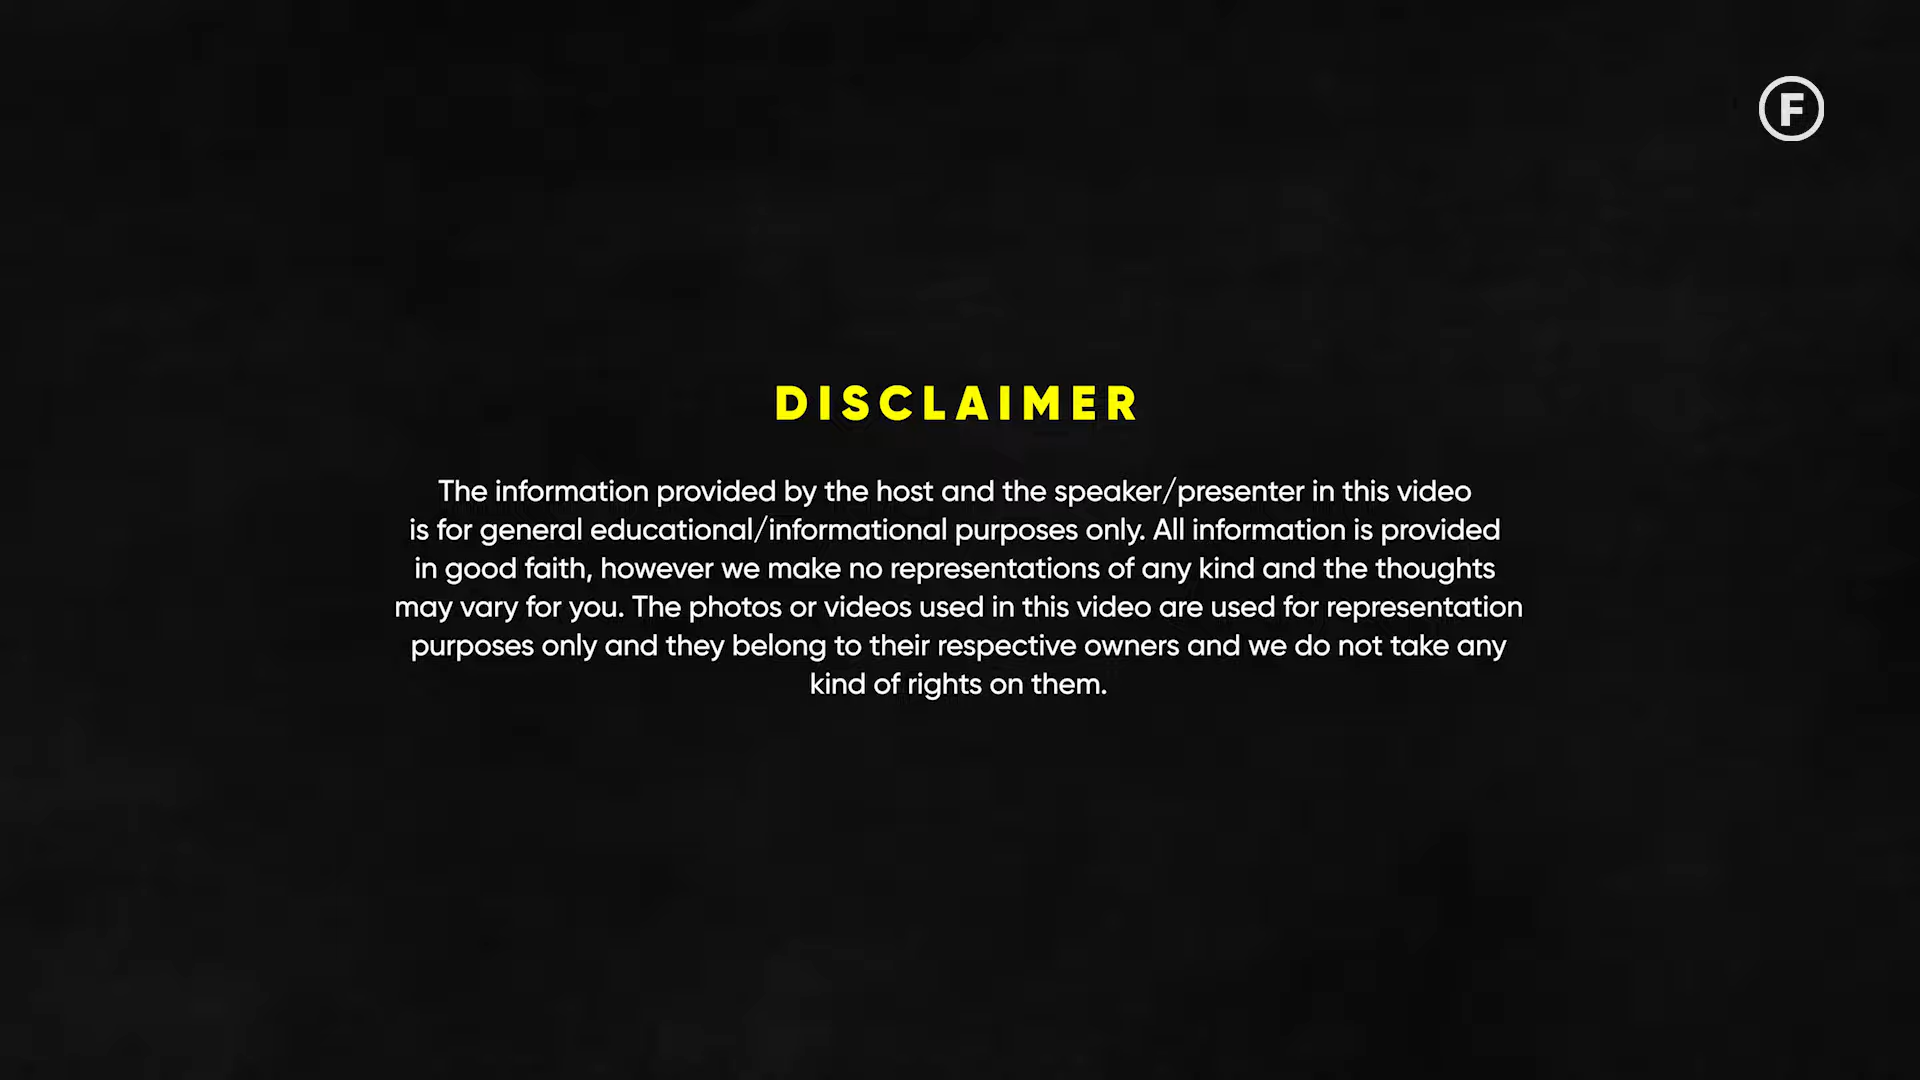 F
DISCLAIMER
The information provided by the host and the speaker/presenter in this video
is for general educational/informational purposes only. All information is provided
in good faith, however we make no representations of any kind and the thoughts
may vary for you. The photos or videos used in this video are used for representation
purposes only and they belong to their respective owners and we do not take any
kind of rights on them.